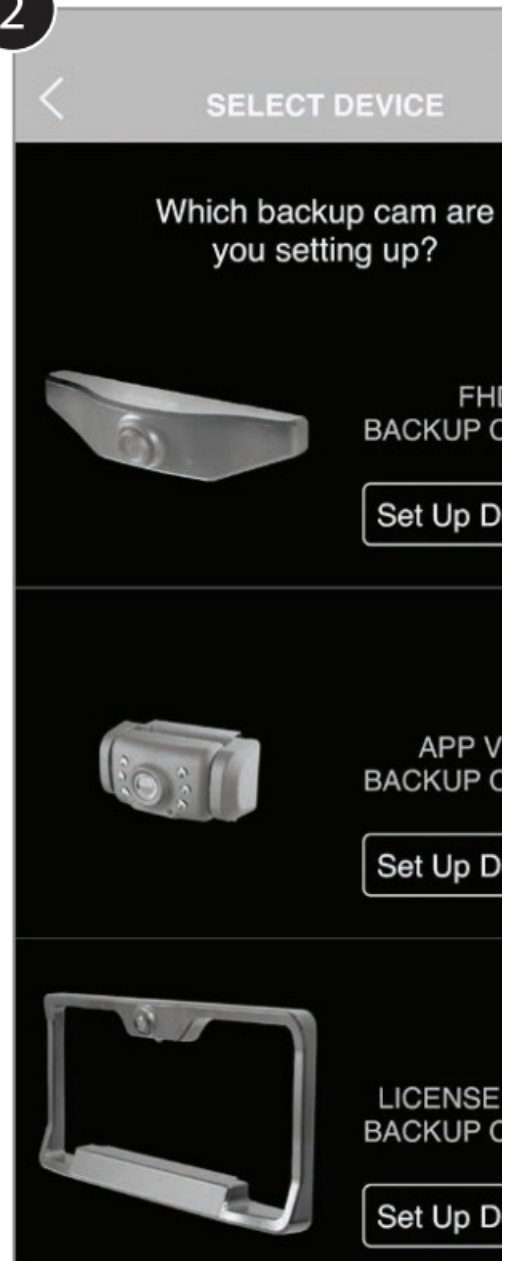 2
SELECT DEVICE
Which backup cam are
you setting up?
FHD
BACKUP C
Set Up D
APP V
BACKUP C
Set Up D
LICENSE
BACKUP C
Set Up D